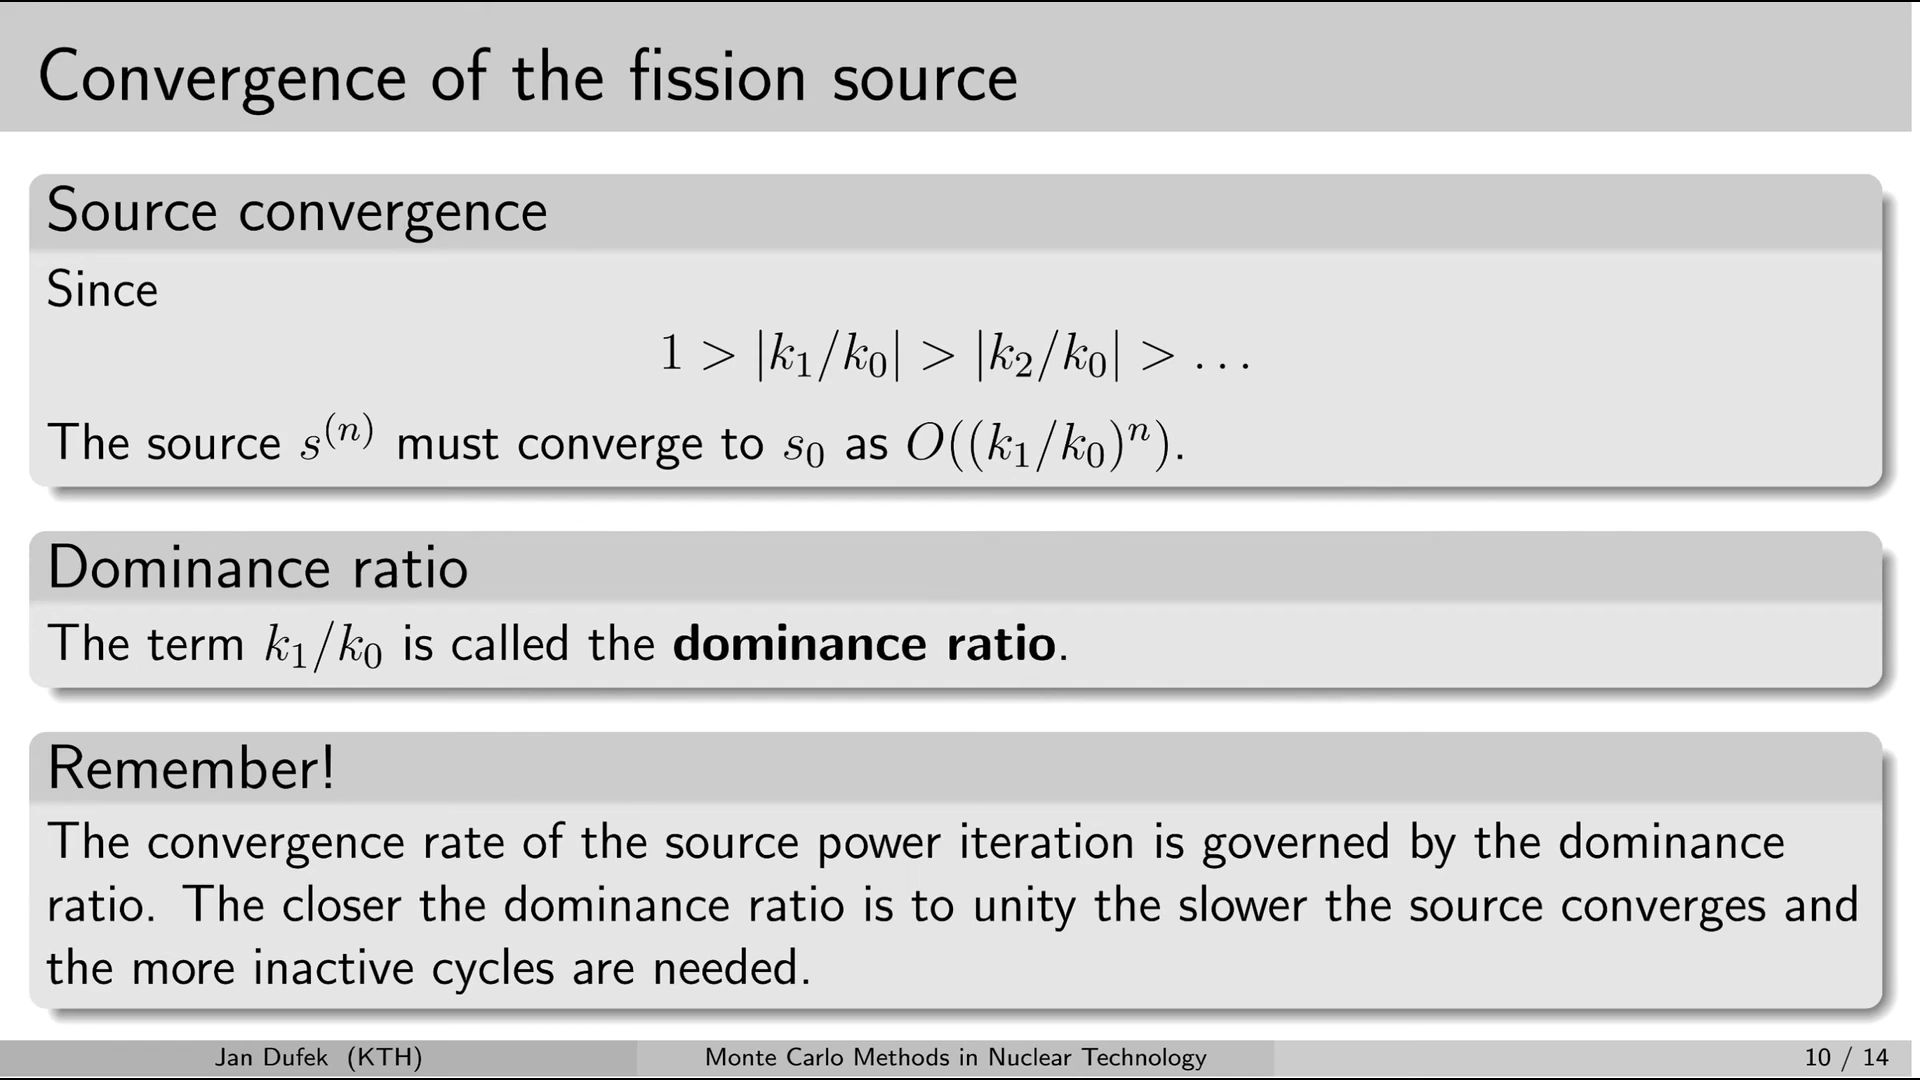 Convergence of the fission source
Source convergence
Since
1 > |k₁/k₀| > |k₂/k₀| > . . .
The source s⁽ⁿ⁾ must converge to s₀ as O((k₁/k₀)ⁿ).
Dominance ratio
The term k₁/k₀ is called the dominance ratio.
Remember!
The convergence rate of the source power iteration is governed by the dominance
ratio. The closer the dominance ratio is to unity the slower the source converges and
the more inactive cycles are needed.
Jan Dufek (KTH) Monte Carlo Methods in Nuclear Technology 10 / 14